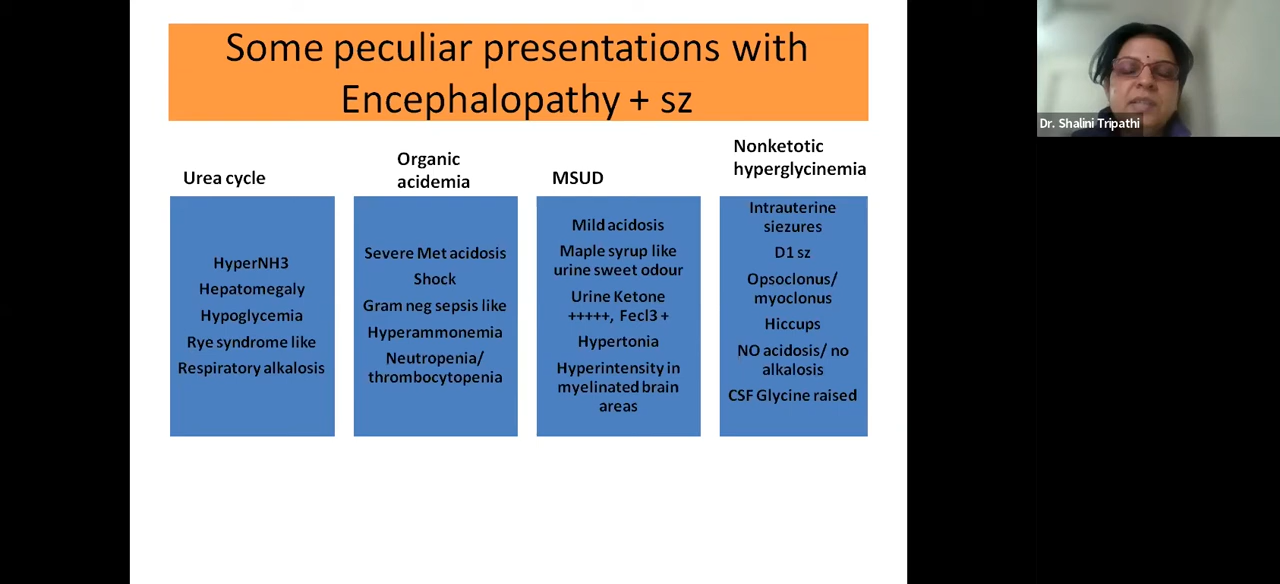 Some peculiar presentations with
Encephalopathy + sz
Dr. Shalini Tripathi
Urea cycle
HyperNH3
Hepatomegaly
Hypoglycemia
Rye syndrome like
Respiratory alkalosis
Organic
acidemia
Severe Met acidosis
Shock
Gram neg sepsis like
Hyperammonemia
Neutropenia/
thrombocytopenia
MSUD
Mild acidosis
Maple syrup like
urine sweet odour
Urine Ketone
+++++, Fecl3 +
Hypertonia
Hyperintensity in
myelinated brain
areas
Nonketotic
hyperglycinemia
Intrauterine
siezures
D1 sz
Opsoclonus/
myoclonus
Hiccups
NO acidosis/ no
alkalosis
CSF Glycine raised